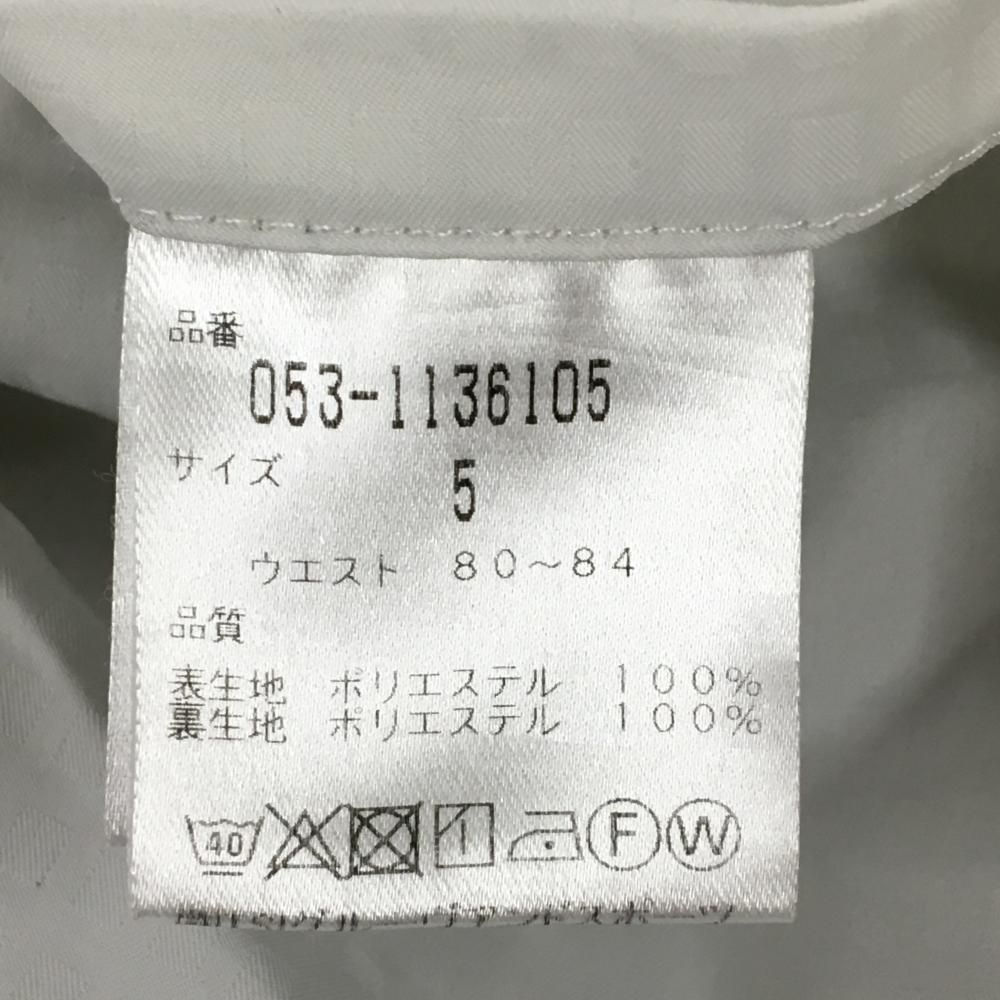 品番
053-1136105
サイズ 5
ウエスト 80~84
品質
表生地 ポリエステル 100%
裏生地 ポリエステル 100%
40 F W